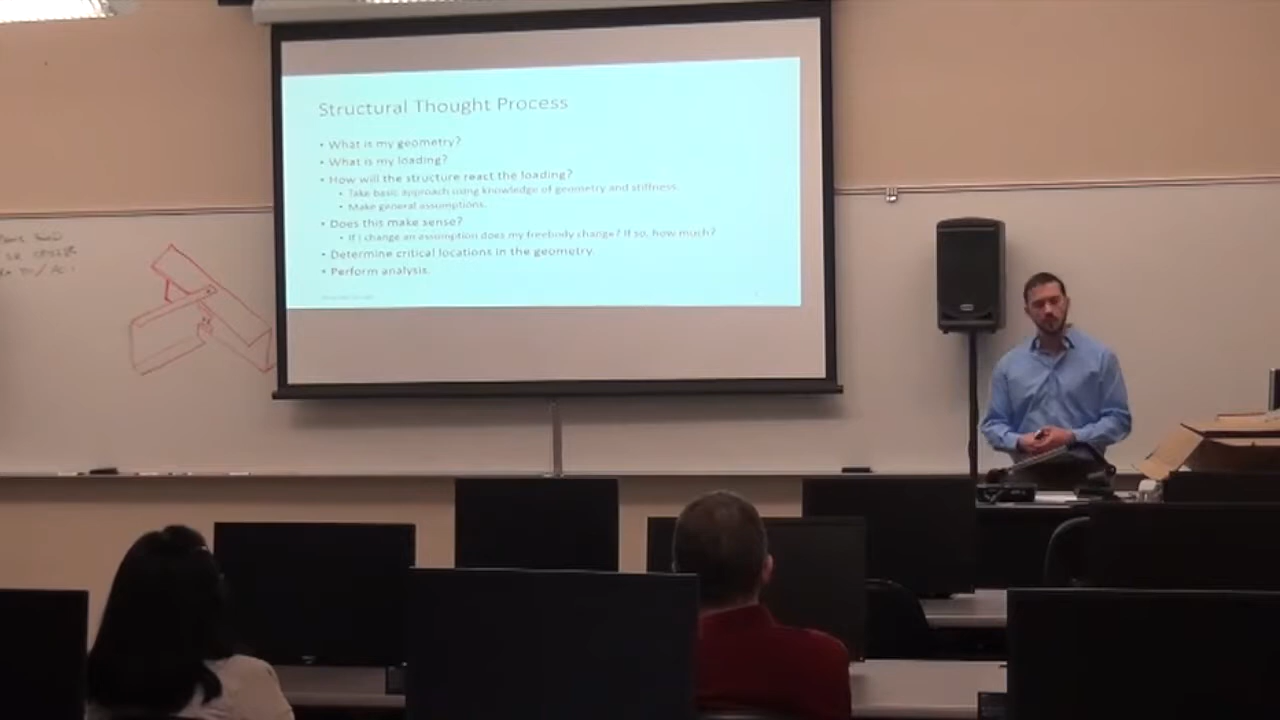 Structural Thought Process
• What is my geometry?
• What is my loading?
• How will the structure react the loading?
• Take basic approach using knowledge of geometry and stiffness.
• Make general assumptions.
• Does this make sense?
• If I change an assumption does my freebody change? If so, how much?
• Determine critical locations in the geometry.
• Perform analysis.